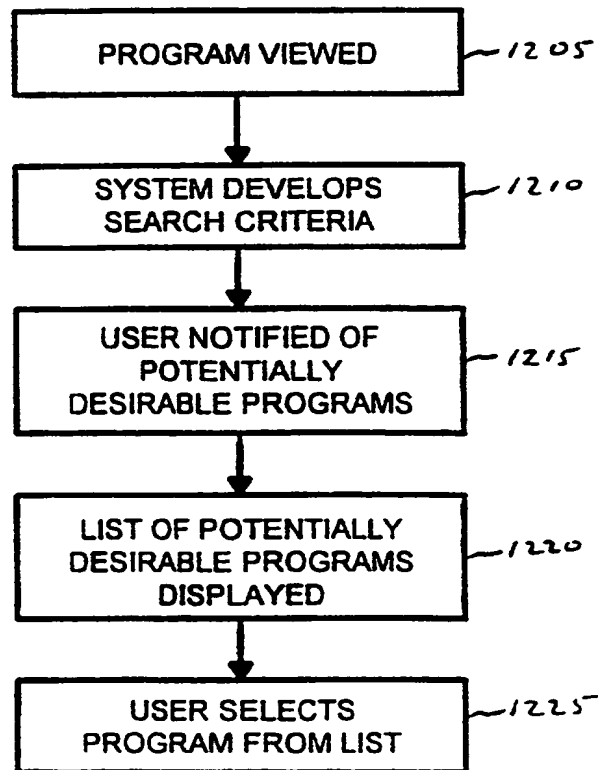 PROGRAM VIEWED
1205
SYSTEM DEVELOPS
SEARCH CRITERIA
1210
USER NOTIFIED OF
POTENTIALLY
DESIRABLE PROGRAMS
1215
LIST OF POTENTIALLY
DESIRABLE PROGRAMS
DISPLAYED
1220
USER SELECTS
PROGRAM FROM LIST
1225